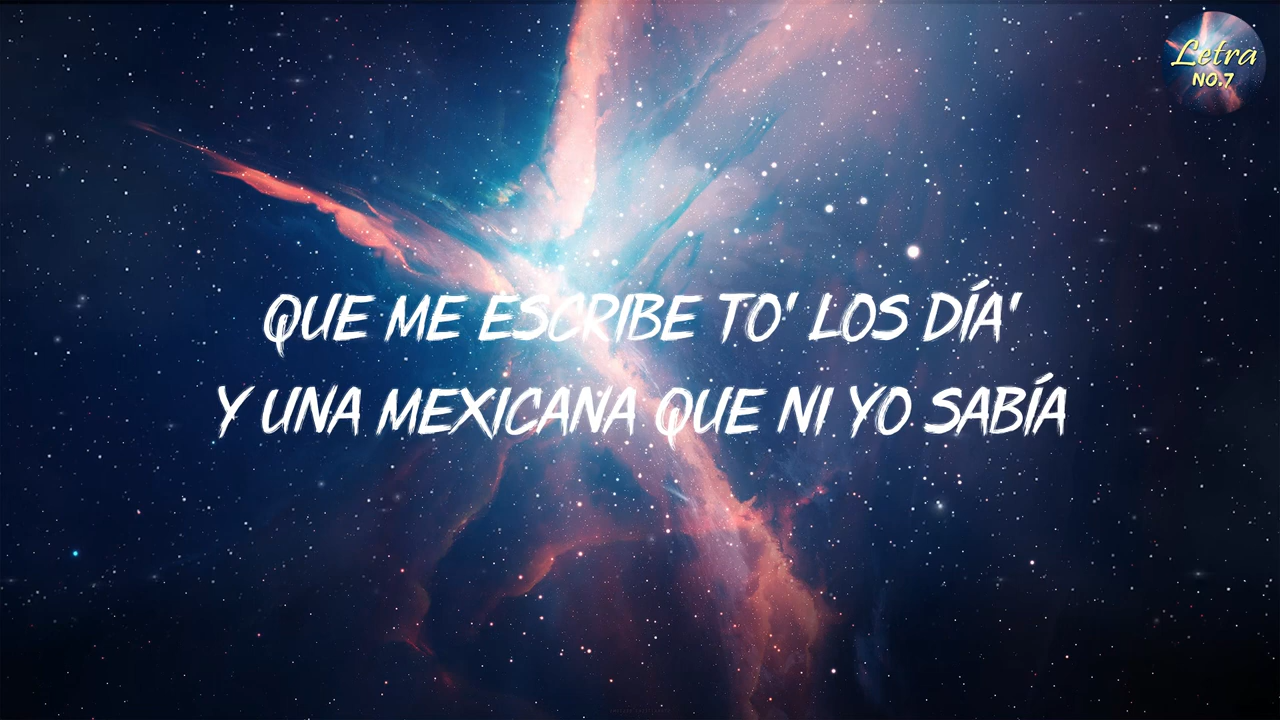 Letra
NO.7
QUE ME ESCRIBE TO' LOS DÍA'
Y UNA MEXICANA QUE NI YO SABÍA